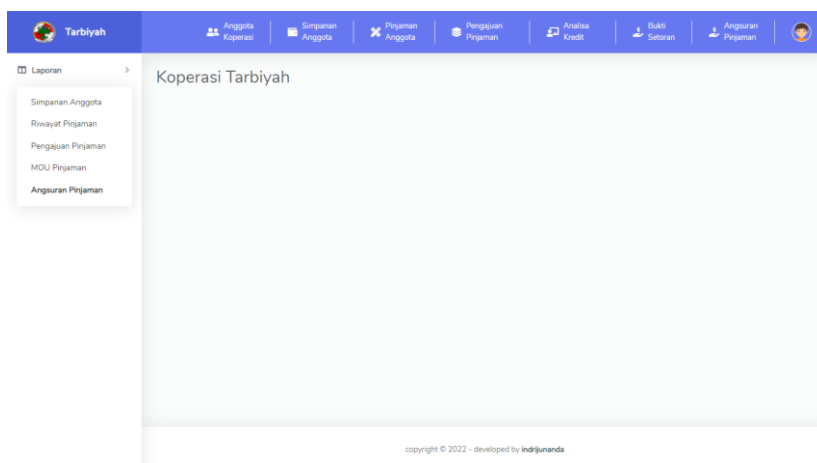 Tarbiyah
Anggota
Koperasi
Simpanan
Anggota
Pinjaman
Anggota
Pengajuan
Pinjaman
Analisa
Kredit
Bukti
Setoran
Angsuran
Pinjaman
Laporan
Simpanan Anggota
Riwayat Pinjaman
Pengajuan Pinjaman
MOU Pinjaman
Angsuran Pinjaman
Koperasi Tarbiyah
copyright © 2022 - developed by indrijunanda